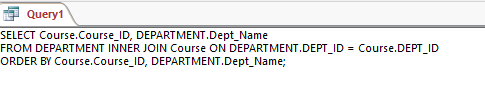 Query1
SELECT Course.Course_ID, DEPARTMENT.Dept_Name
FROM DEPARTMENT INNER JOIN Course ON DEPARTMENT.DEPT_ID = Course.DEPT_ID
ORDER BY Course.Course_ID, DEPARTMENT.Dept_Name;